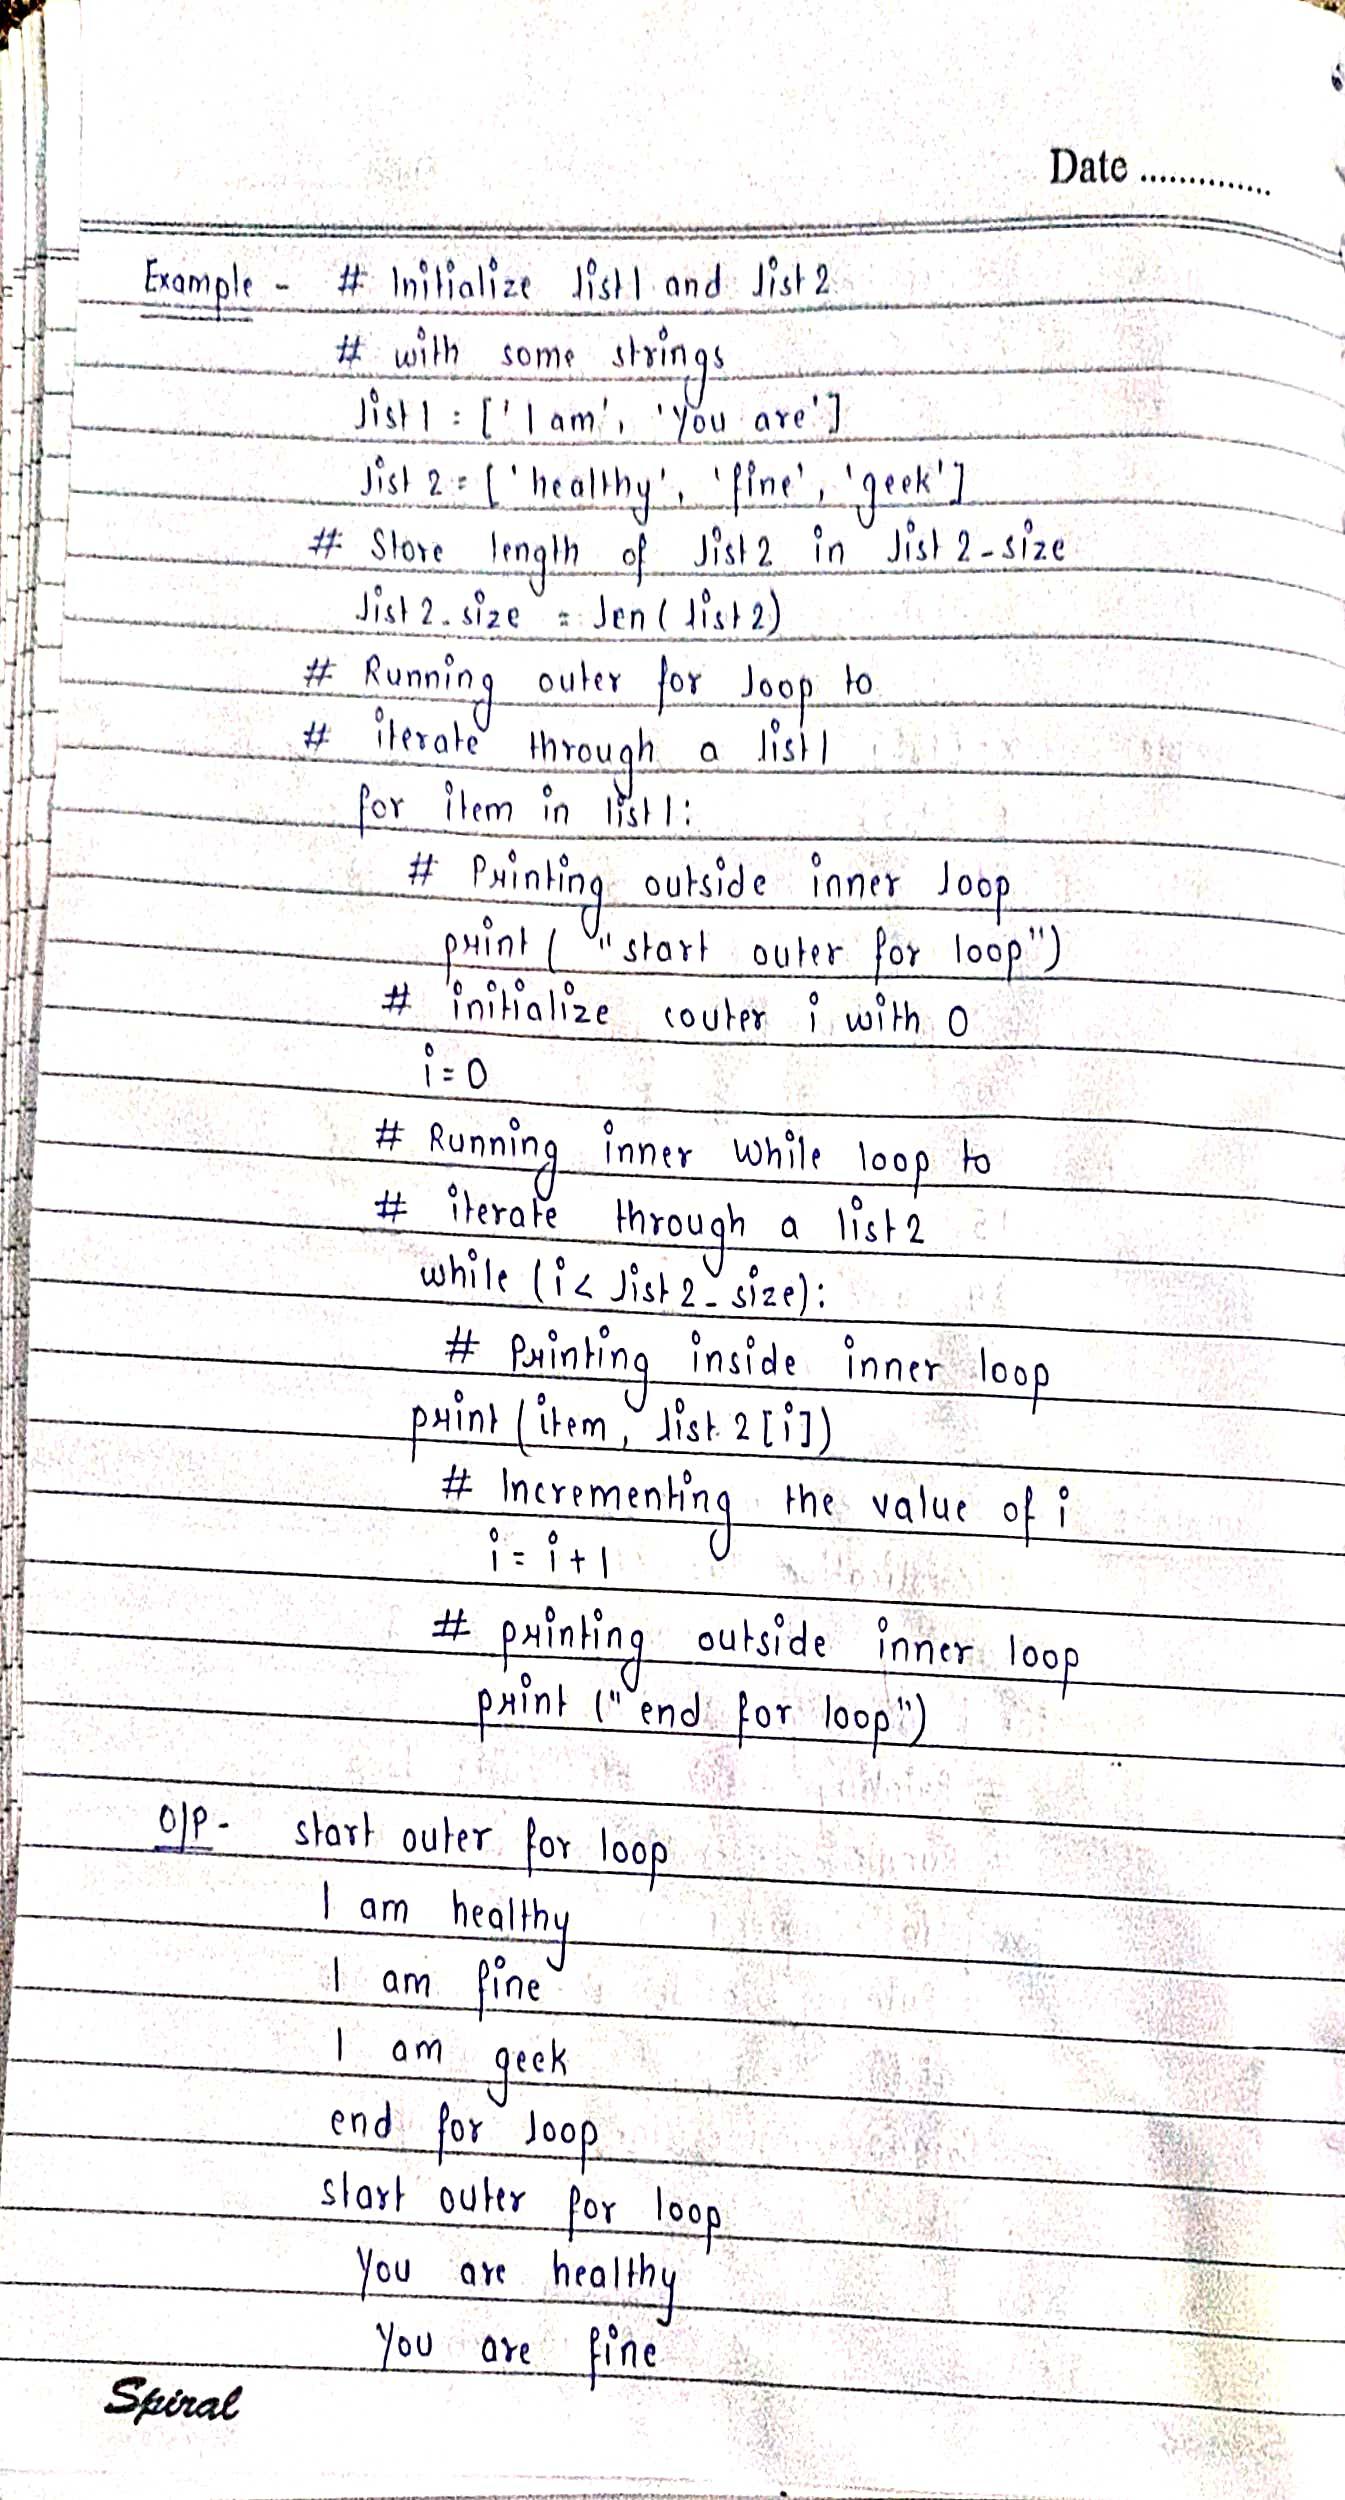 Date ..............
Example - # Initialize list1 and list2
# with some strings
list1 = ['I am', 'You are']
list2 = ['healthy', 'fine', 'geek']
# Store length of list2 in list2_size
list2_size = len(list2)
# Running outer for loop to
# iterate through a list1
for item in list1:
# Printing outside inner loop
print("start outer for loop")
# initialize couter i with 0
i=0
# Running inner while loop to
# iterate through a list2
while (i< list2_size):
# Printing inside inner loop
print(item, list2[i])
# Incrementing the value of i
i = i+1
# printing outside inner loop
print("end for loop")
O/P- start outer for loop
I am healthy
I am fine
I am geek
end for loop
start outer for loop
You are healthy
You are fine
Spiral